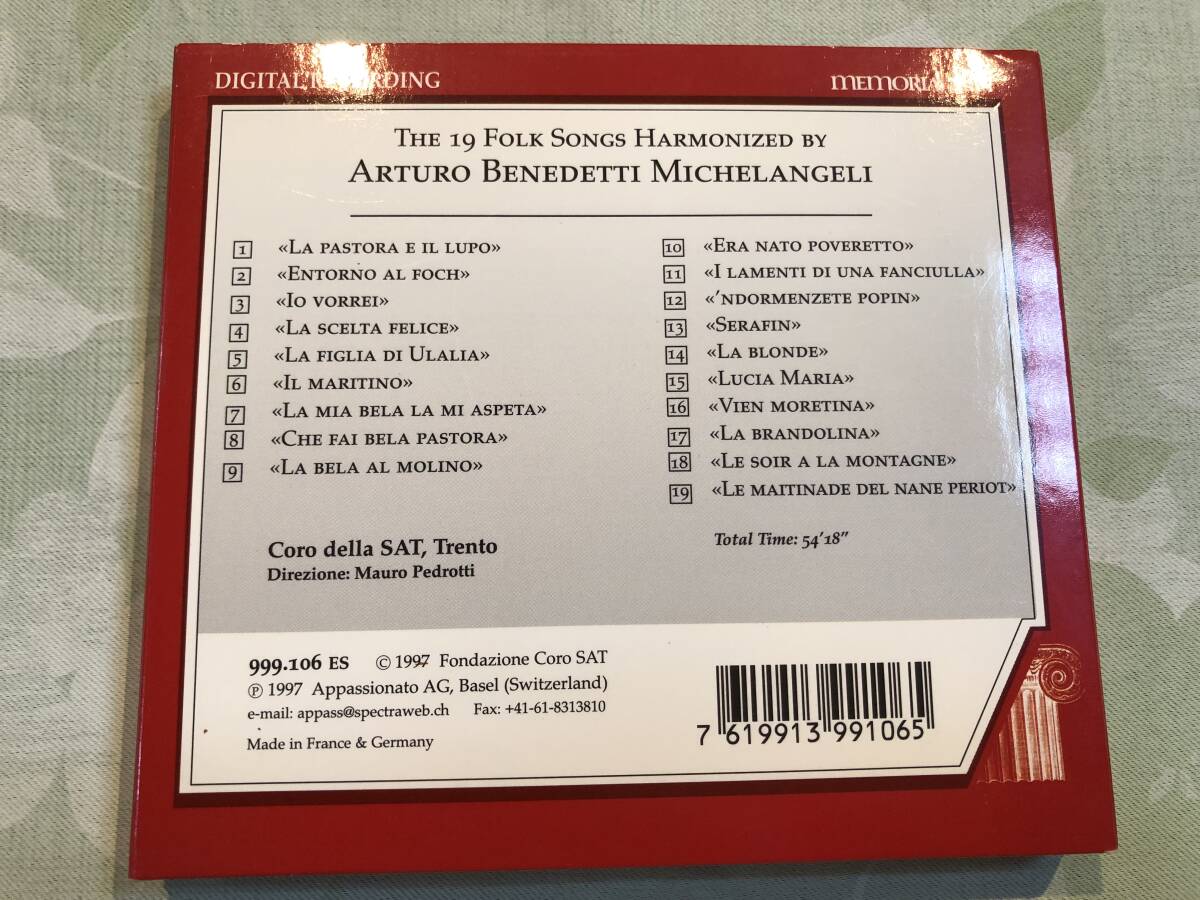 DIGITAL RECORDING
MEMORIA
THE 19 FOLK SONGS HARMONIZED BY
ARTURO BENEDETTI MICHELANGELI
1 «LA PASTORA E IL LUPO»
2 «ENTORNO AL FOCH»
3 «IO VORREI»
4 «LA SCELTA FELICE»
5 «LA FIGLIA DI ULALIA»
6 «IL MARITINO»
7 «LA MIA BELA LA MI ASPETA»
8 «CHE FAI BELA PASTORA»
9 «LA BELA AL MOLINO»
10 «ERA NATO POVERETTO»
11 «I LAMENTI DI UNA FANCIULLA»
12 «'NDORMENZETE POPIN»
13 «SERAFIN»
14 «LA BLONDE»
15 «LUCIA MARIA»
16 «VIEN MORETINA»
17 «LA BRANDOLINA»
18 «LE SOIR A LA MONTAGNE»
19 «LE MAITINADE DEL NANE PERIOT»
Coro della SAT, Trento
Direzione: Mauro Pedrotti
Total Time: 54'18"
999.106 ES © 1997 Fondazione Coro SAT
℗ 1997 Appassionato AG, Basel (Switzerland)
e-mail: appass@spectraweb.ch Fax: +41-61-8313810
Made in France & Germany
7 619913 991065